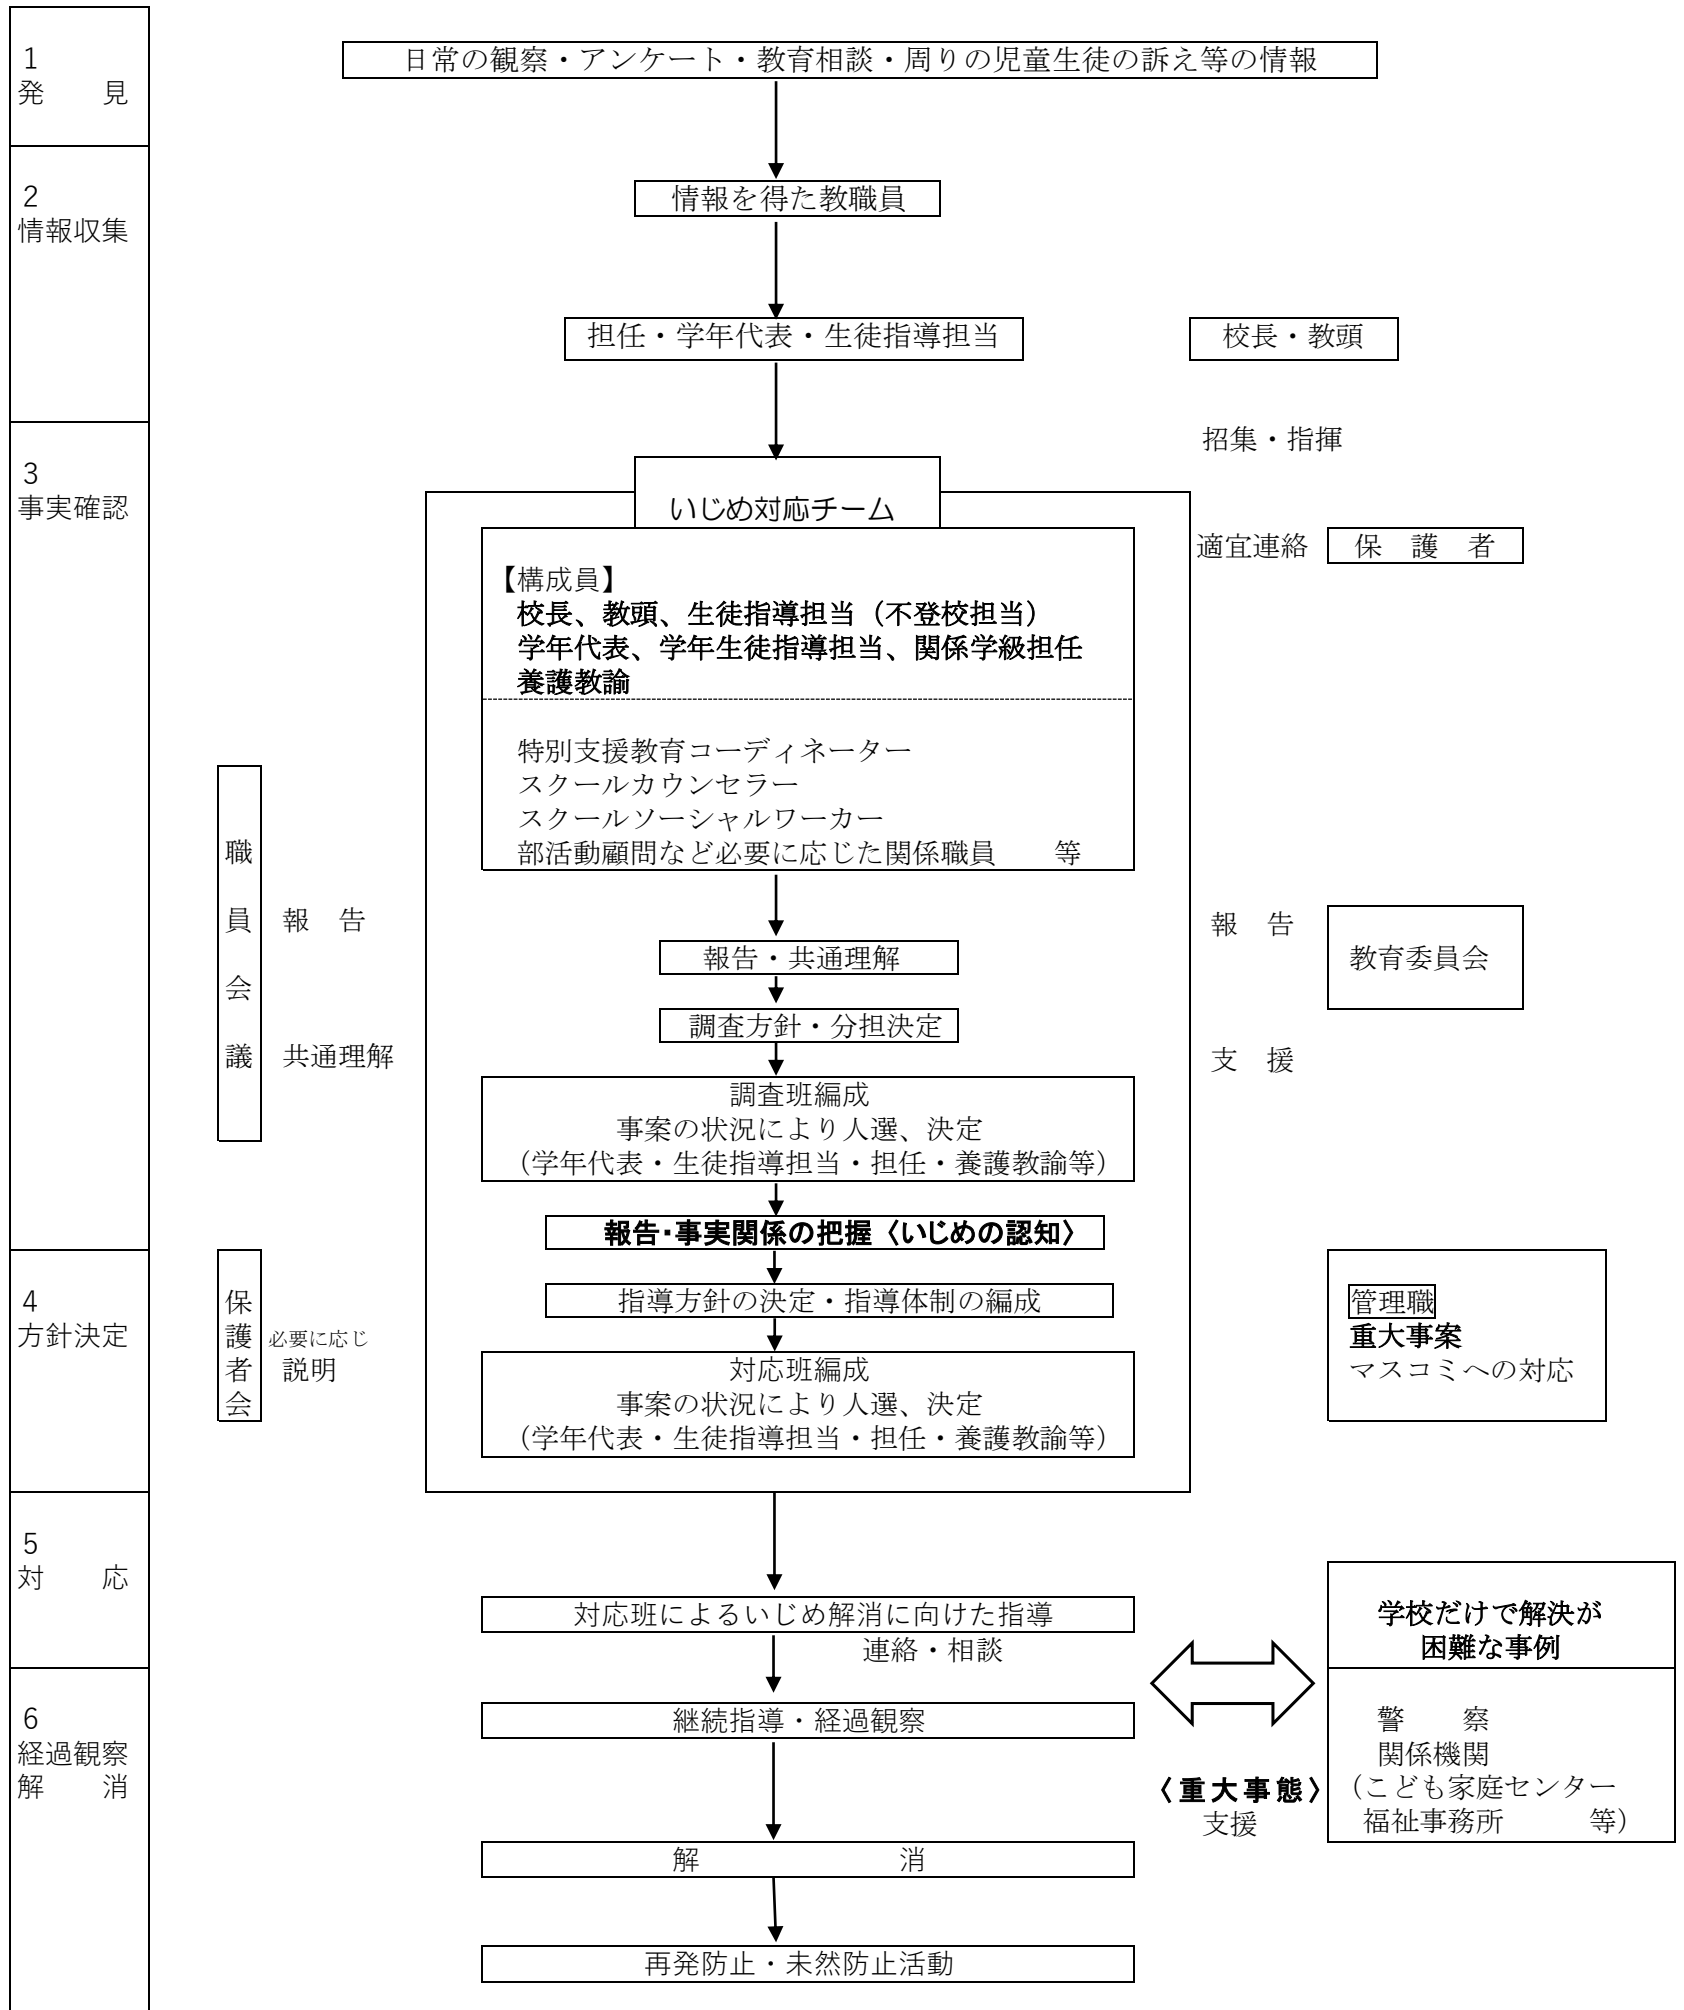 1
発　　見
日常の観察・アンケート・教育相談・周りの児童生徒の訴え等の情報
2
情報収集
情報を得た教職員
担任・学年代表・生徒指導担当
校長・教頭
招集・指揮
3
事実確認
いじめ対応チーム
適宜連絡
保　護　者
【構成員】
校長、教頭、生徒指導担当（不登校担当）
学年代表、学年生徒指導担当、関係学級担任
養護教諭
特別支援教育コーディネーター
スクールカウンセラー
スクールソーシャルワーカー
部活動顧問など必要に応じた関係職員　　等
職員会議
報　告
共通理解
報　告
教育委員会
支　援
報告・共通理解
調査方針・分担決定
調査班編成
事案の状況により人選、決定
（学年代表・生徒指導担当・担任・養護教諭等）
報告・事実関係の把握〈いじめの認知〉
4
方針決定
保護者会
必要に応じ
説明
指導方針の決定・指導体制の編成
対応班編成
事案の状況により人選、決定
（学年代表・生徒指導担当・担任・養護教諭等）
管理職
重大事案
マスコミへの対応
5
対　　応
対応班によるいじめ解消に向けた指導
連絡・相談
学校だけで解決が
困難な事例
6
経過観察
解　　消
継続指導・経過観察
警　　察
関係機関
（こども家庭センター
福祉事務所　　　等）
〈重大事態〉
支援
解　　　　　　　消
再発防止・未然防止活動